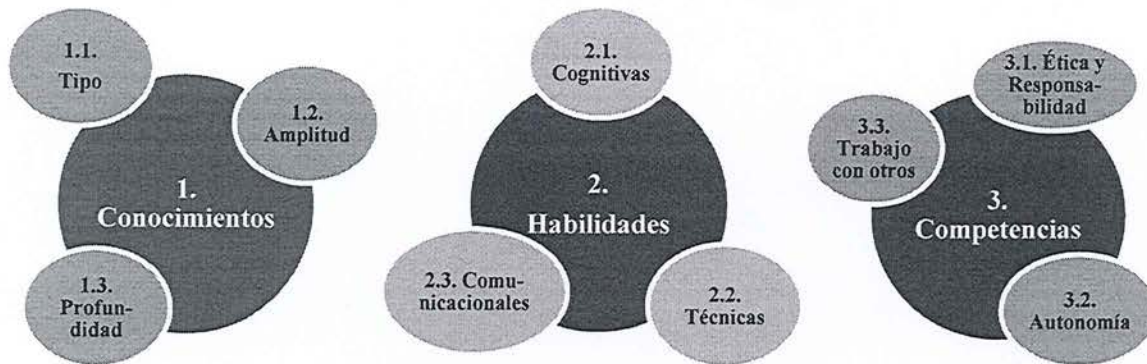 1.1.
Tipo
1.2.
Amplitud
1.
Conocimientos
1.3.
Profun-
didad
2.1.
Cognitivas
2.
Habilidades
2.3. Comu-
nicacionales
2.2.
Técnicas
3.1. Ética y
Responsa-
bilidad
3.3.
Trabajo
con otros
3.
Competencias
3.2.
Autonomía